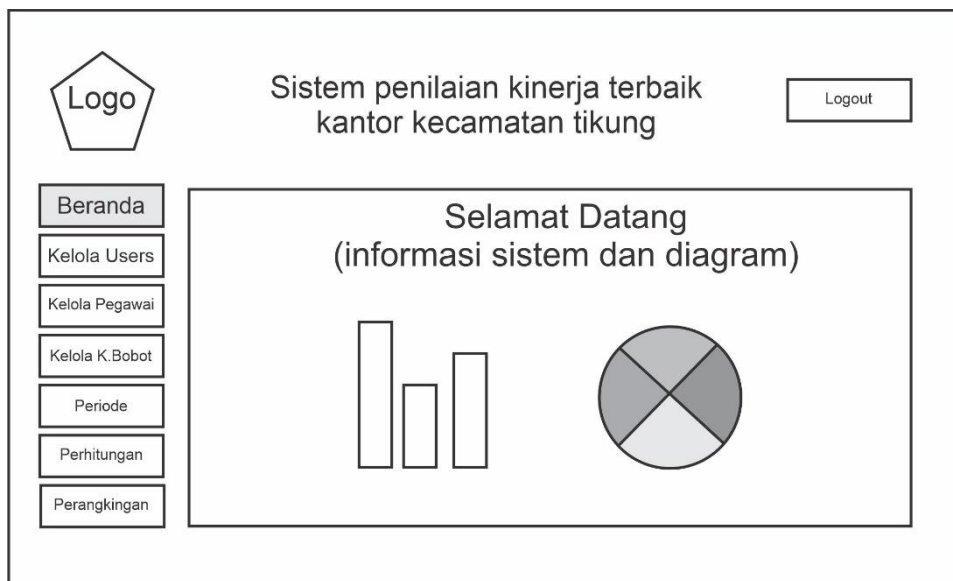 Logo
Sistem penilaian kinerja terbaik
kantor kecamatan tikung
Logout
Beranda
Kelola Users
Kelola Pegawai
Kelola K.Bobot
Periode
Perhitungan
Perangkingan
Selamat Datang
(informasi sistem dan diagram)